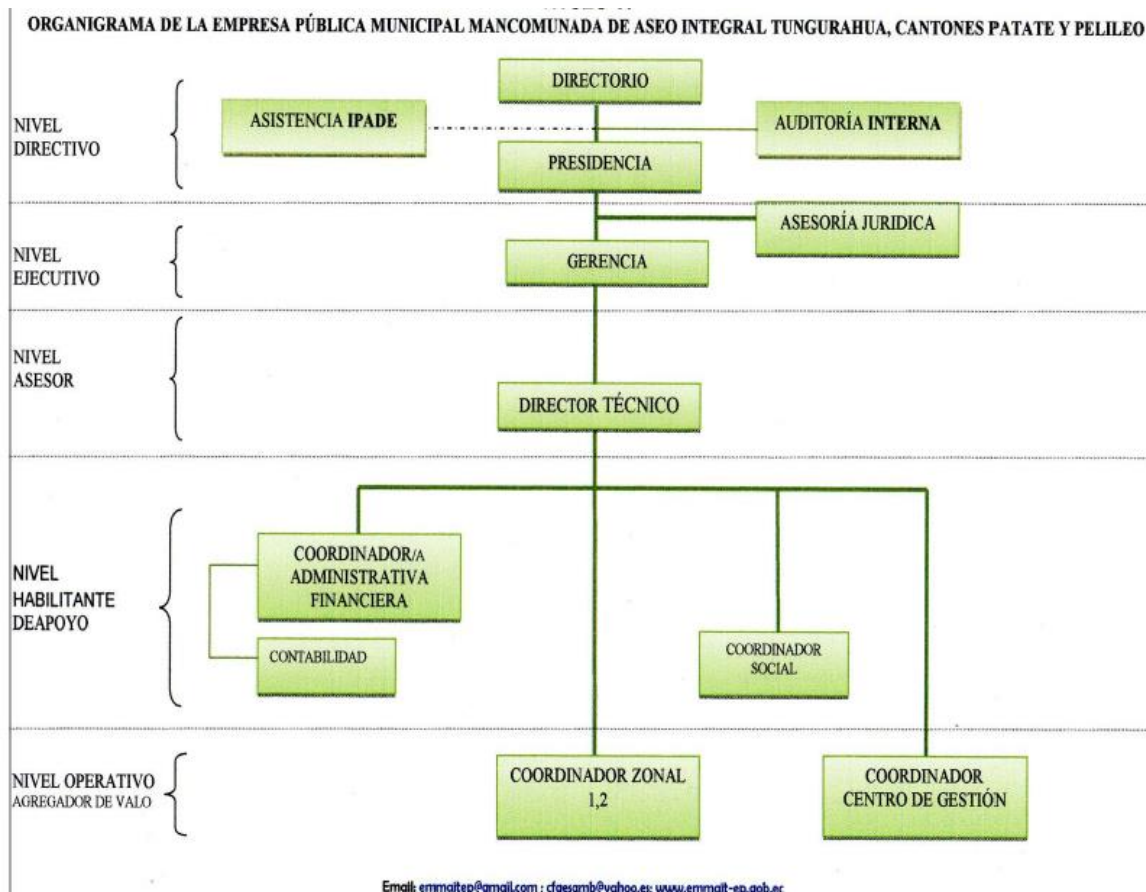 ORGANIGRAMA DE LA EMPRESA PÚBLICA MUNICIPAL MANCOMUNADA DE ASEO INTEGRAL TUNGURAHUA, CANTONES PATATE Y PELILEO
NIVEL
DIRECTIVO
DIRECTORIO
ASISTENCIA IPADE
AUDITORÍA INTERNA
PRESIDENCIA
ASESORÍA JURIDICA
NIVEL
EJECUTIVO
GERENCIA
NIVEL
ASESOR
DIRECTOR TÉCNICO
NIVEL
HABILITANTE
DEAPOYO
COORDINADOR/A
ADMINISTRATIVA
FINANCIERA
CONTABILIDAD
COORDINADOR
SOCIAL
NIVEL OPERATIVO
AGREGADOR DE VALO
COORDINADOR ZONAL
1,2
COORDINADOR
CENTRO DE GESTIÓN
Email: emmaitep@gmail.com ; cfgesamb@yahoo.es; www.emmait-ep.gob.ec